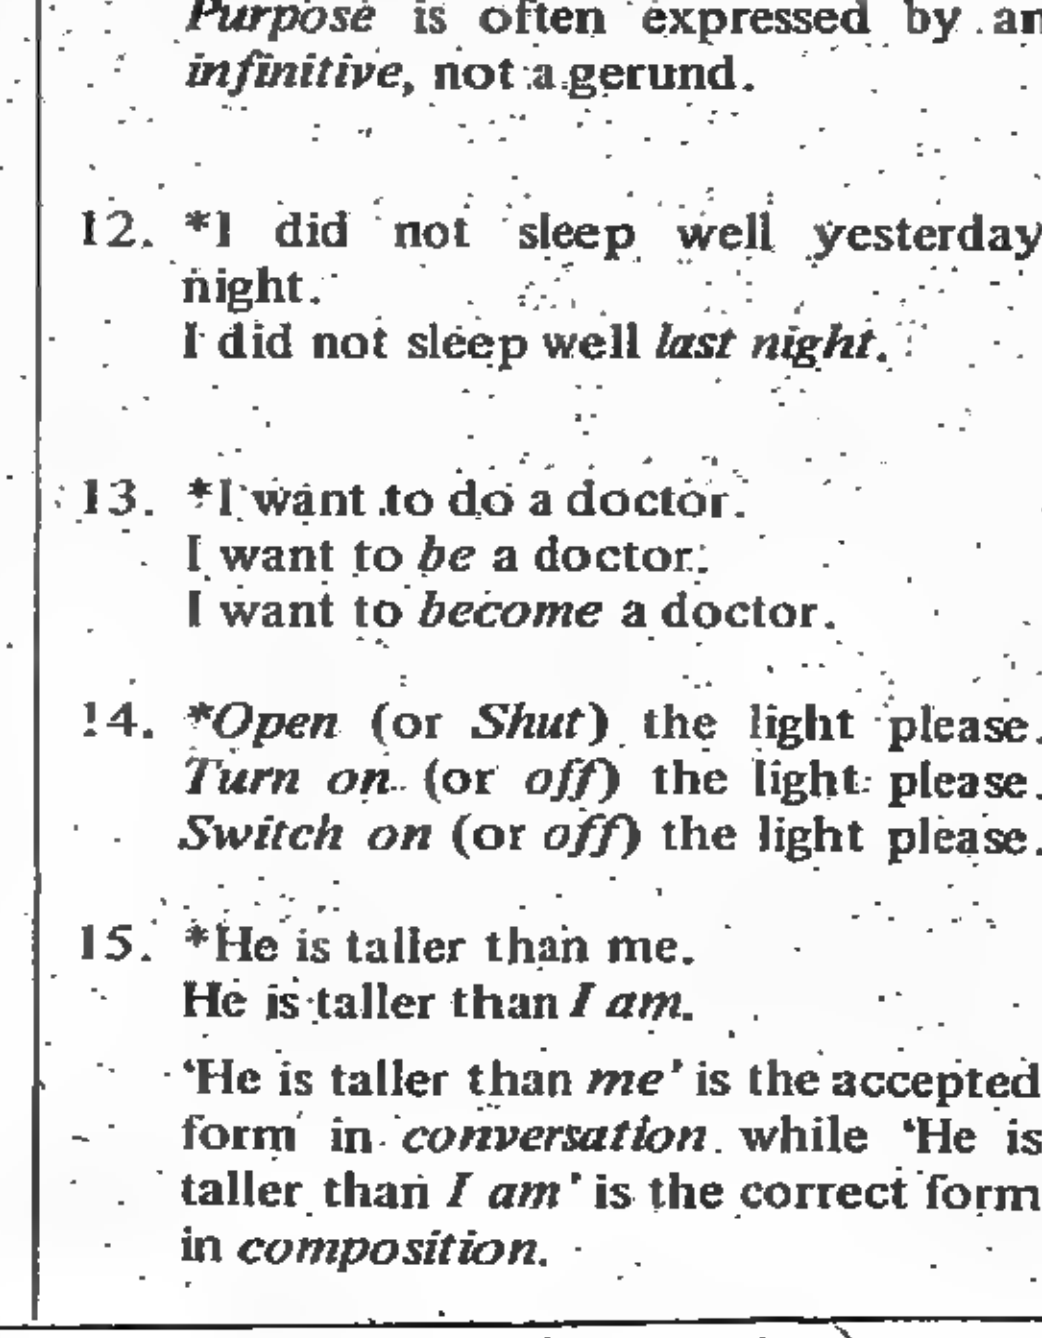 Purpose is often expressed by an
infinitive, not a gerund.
12. *I did not sleep well yesterday
night.
I did not sleep well last night.
13. *I want to do a doctor.
I want to be a doctor.
I want to become a doctor.
14. *Open (or Shut) the light please.
Turn on (or off) the light please.
Switch on (or off) the light please.
15. *He is taller than me.
He is taller than I am.
‘He is taller than me’ is the accepted
form in conversation while ‘He is
taller than I am’ is the correct form
in composition.